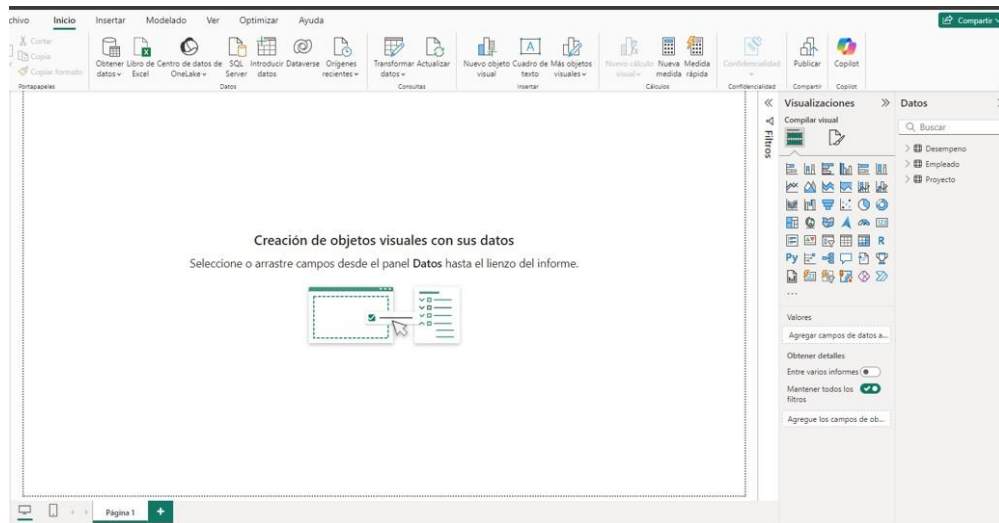 chivo Inicio Insertar Modelado Ver Optimizar Ayuda
Compartir
Cortar
Copia
Copiar formato
Portapapeles
Obtener datos
Libro de Excel
Centro de datos de OneLake
SQL Server
Introducir datos
Dataverse
Orígenes recientes
Datos
Transformar datos
Actualizar
Consultas
Nuevo objeto visual
Cuadro de texto
Más objetos visuales
Insertar
Nuevo cálculo visual
Nueva medida
Medida rápida
Cálculos
Confidencialidad
Confidencialidad
Publicar
Compartir
Copilot
Copilot
Filtros
Creación de objetos visuales con sus datos
Seleccione o arrastre campos desde el panel Datos hasta el lienzo del informe.
Visualizaciones
Compilar visual
R
Py
123
...
Valores
Agregar campos de datos a...
Obtener detalles
Entre varios informes
Mantener todos los
filtros
Agregue los campos de ob...
Datos
Buscar
Desempeno
Empleado
Proyecto
Página 1